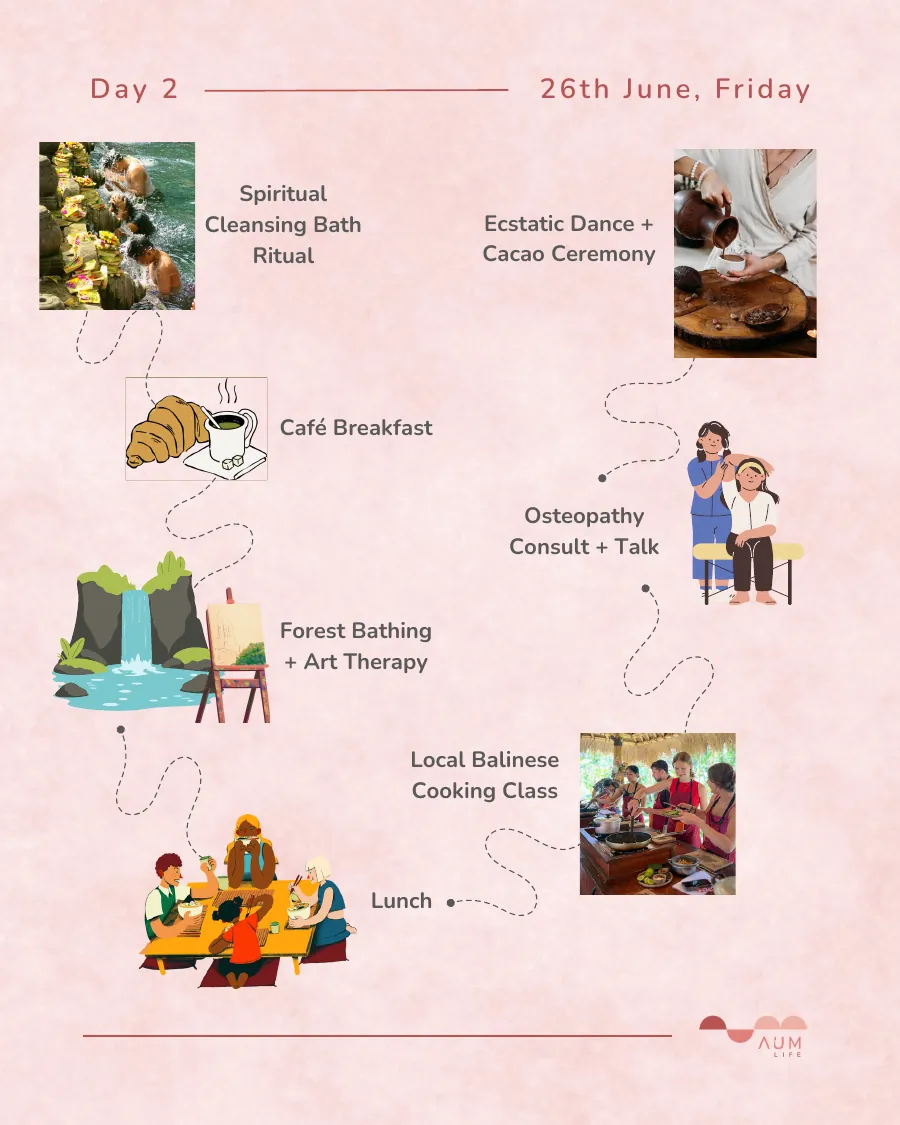 Day 2
26th June, Friday
Spiritual
Cleansing Bath
Ritual
Café Breakfast
Forest Bathing
+ Art Therapy
Lunch
Local Balinese
Cooking Class
Osteopathy
Consult + Talk
Ecstatic Dance +
Cacao Ceremony
AUM
LIFE